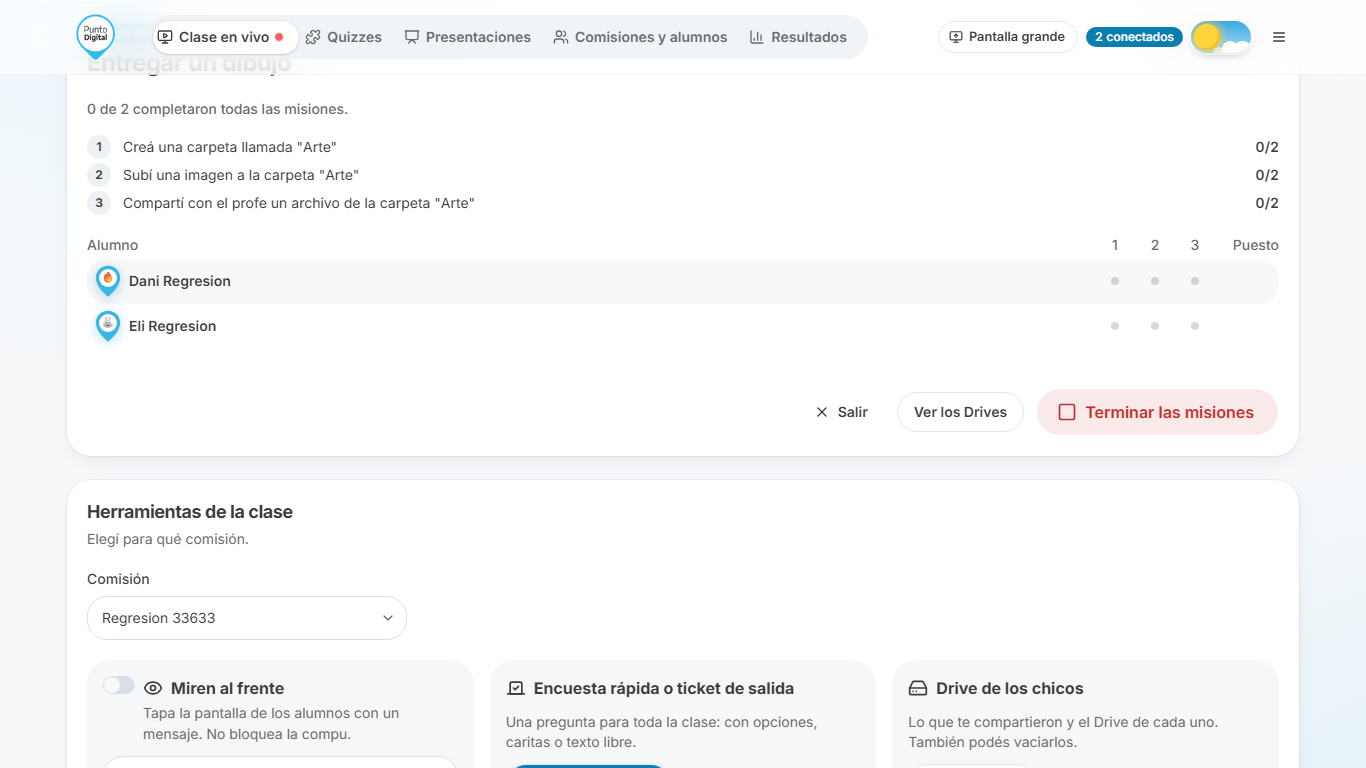 Punto
Digital
Clase en vivo
Quizzes
Presentaciones
Comisiones y alumnos
Resultados
Pantalla grande
2 conectados
Entregar un dibujo
0 de 2 completaron todas las misiones.
1 Creá una carpeta llamada "Arte" 0/2
2 Subí una imagen a la carpeta "Arte" 0/2
3 Compartí con el profe un archivo de la carpeta "Arte" 0/2
Alumno 1 2 3 Puesto
Dani Regresion
Eli Regresion
Salir
Ver los Drives
Terminar las misiones
Herramientas de la clase
Elegí para qué comisión.
Comisión
Regresion 33633
Miren al frente
Tapa la pantalla de los alumnos con un
mensaje. No bloquea la compu.
Encuesta rápida o ticket de salida
Una pregunta para toda la clase: con opciones,
caritas o texto libre.
Drive de los chicos
Lo que te compartieron y el Drive de cada uno.
También podés vaciarlos.